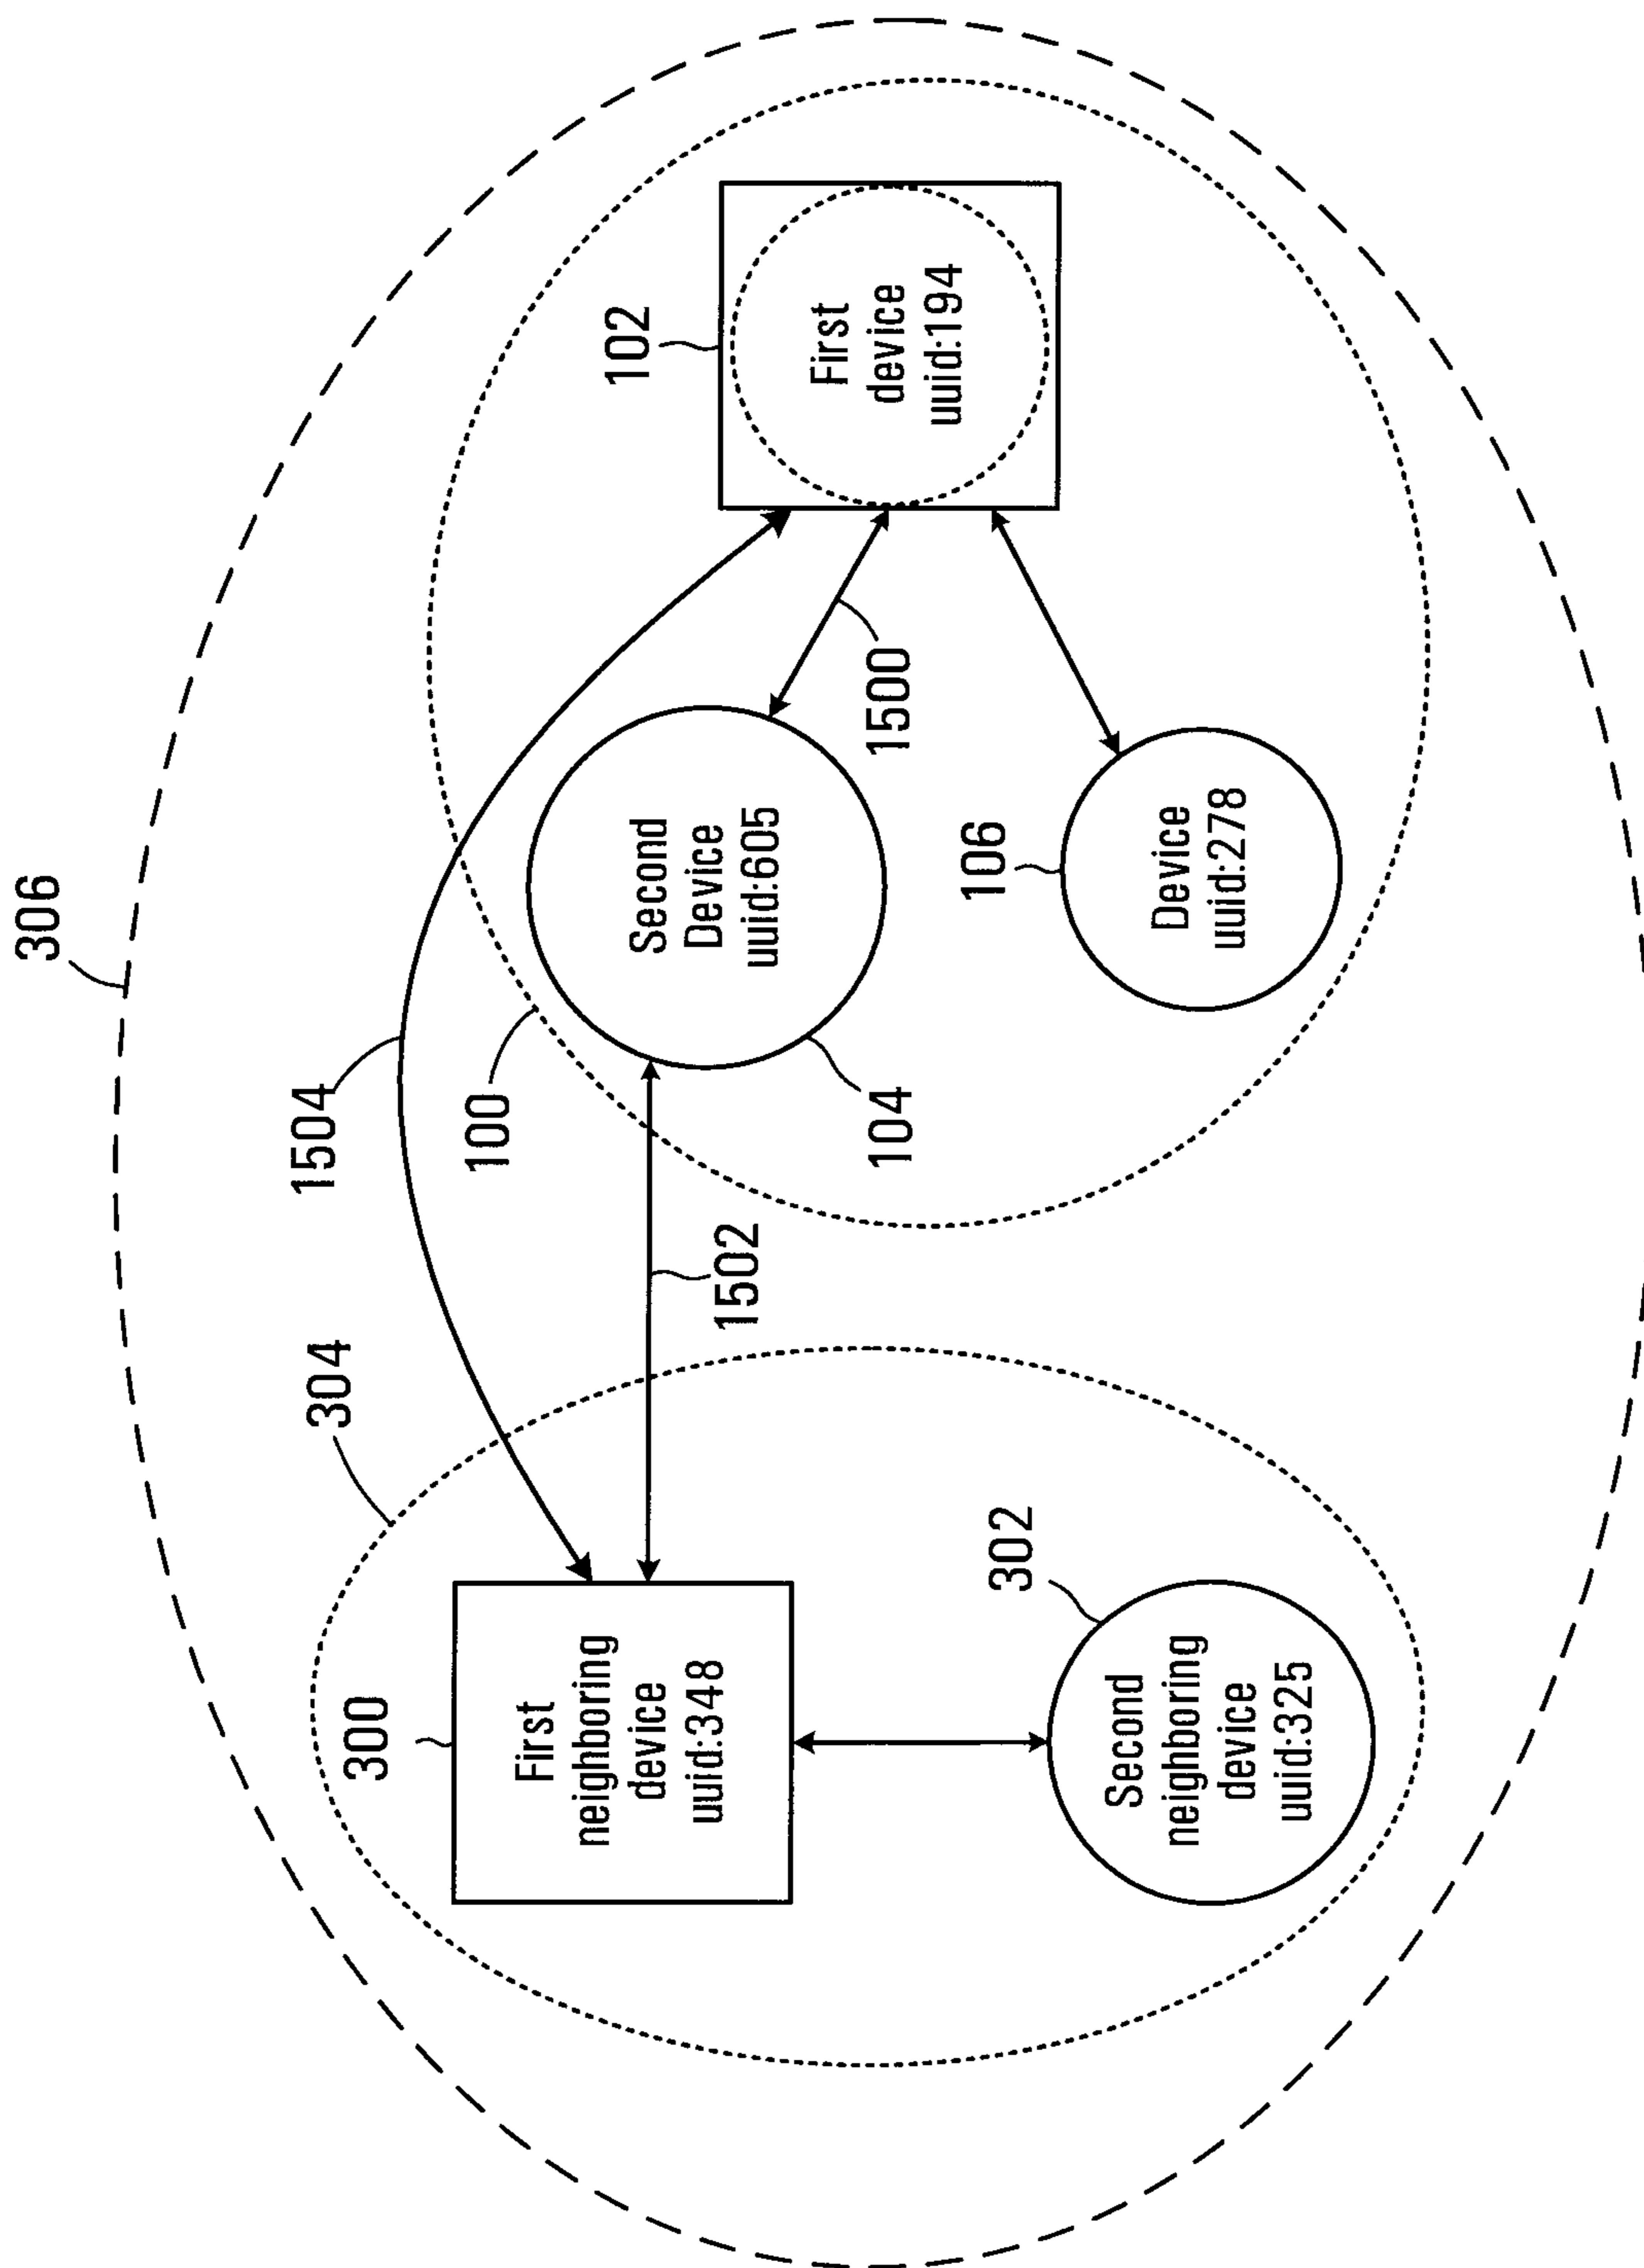 306
1504
304
100
300
First
neighboring
device
uuid:348
1502
Second
Device
uuid:605
102
First
device
uuid:194
1500
104
302
Second
neighboring
device
uuid:325
106
Device
uuid:278